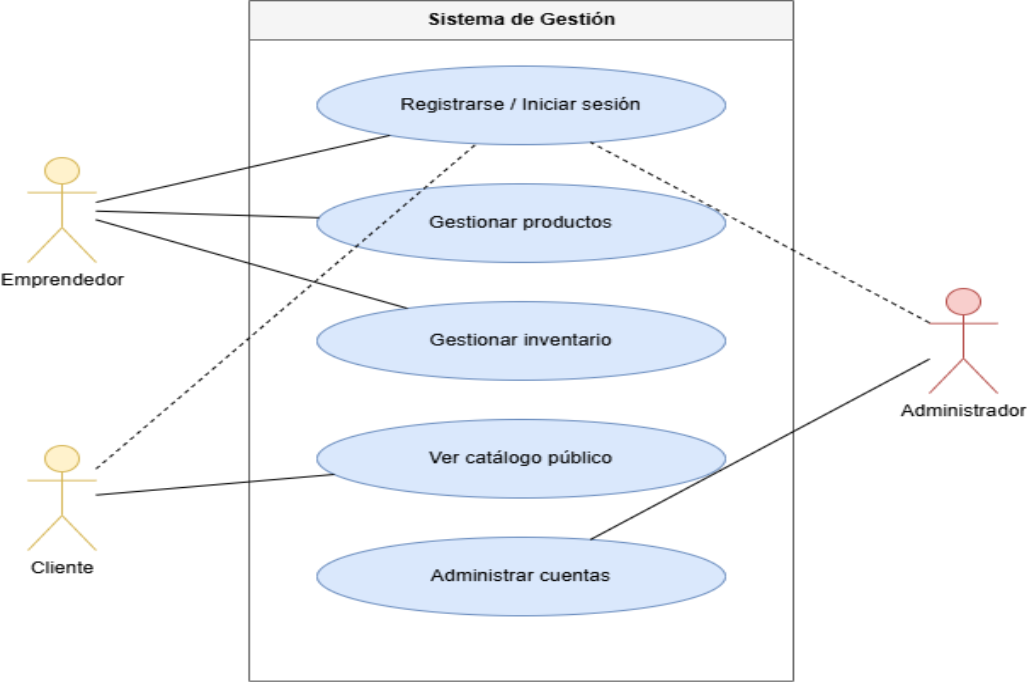 Sistema de Gestión
Registrarse / Iniciar sesión
Gestionar productos
Emprendedor
Gestionar inventario
Administrador
Ver catálogo público
Cliente
Administrar cuentas